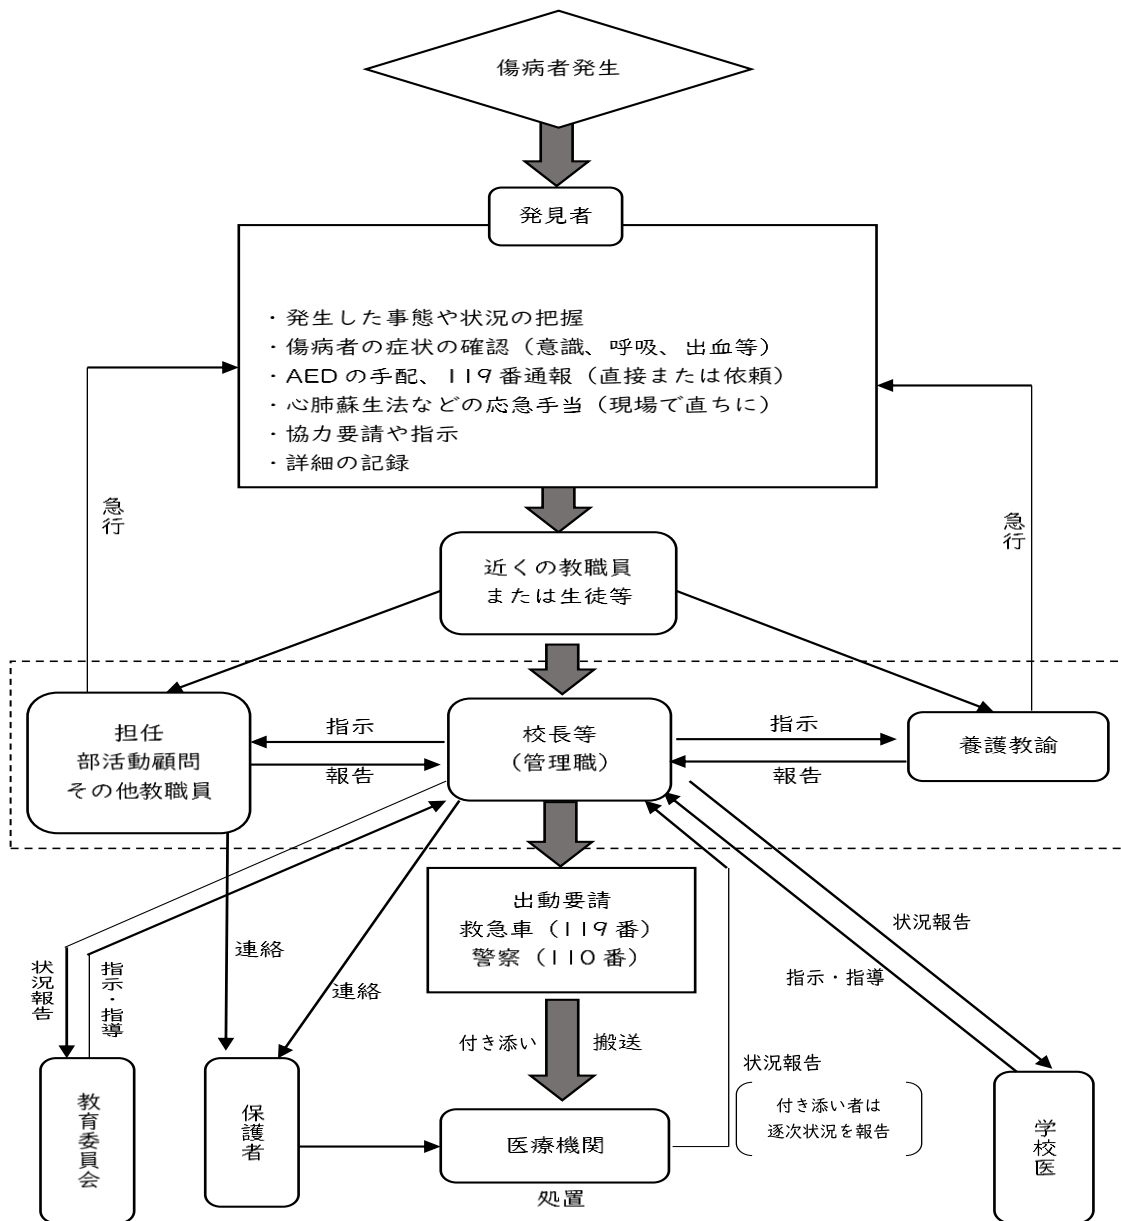 傷病者発生
発見者
・発生した事態や状況の把握
・傷病者の症状の確認（意識、呼吸、出血等）
・AEDの手配、119番通報（直接または依頼）
・心肺蘇生法などの応急手当（現場で直ちに）
・協力要請や指示
・詳細の記録
急行
急行
近くの教職員
または生徒等
担任
部活動顧問
その他教職員
指示
報告
校長等
（管理職）
指示
報告
養護教諭
出動要請
救急車（119番）
警察（110番）
状況報告
指示・指導
連絡
連絡
状況報告
指示・指導
付き添い
搬送
状況報告
付き添い者は
逐次状況を報告
教育委員会
保護者
医療機関
処置
学校医